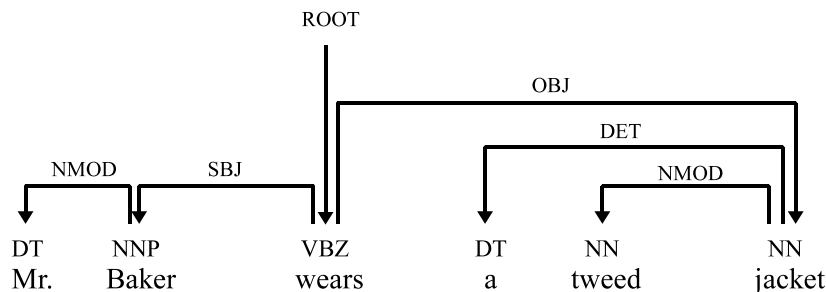 ROOT
OBJ
DET
NMOD SBJ NMOD
DT NNP VBZ DT NN NN
Mr. Baker wears a tweed jacket